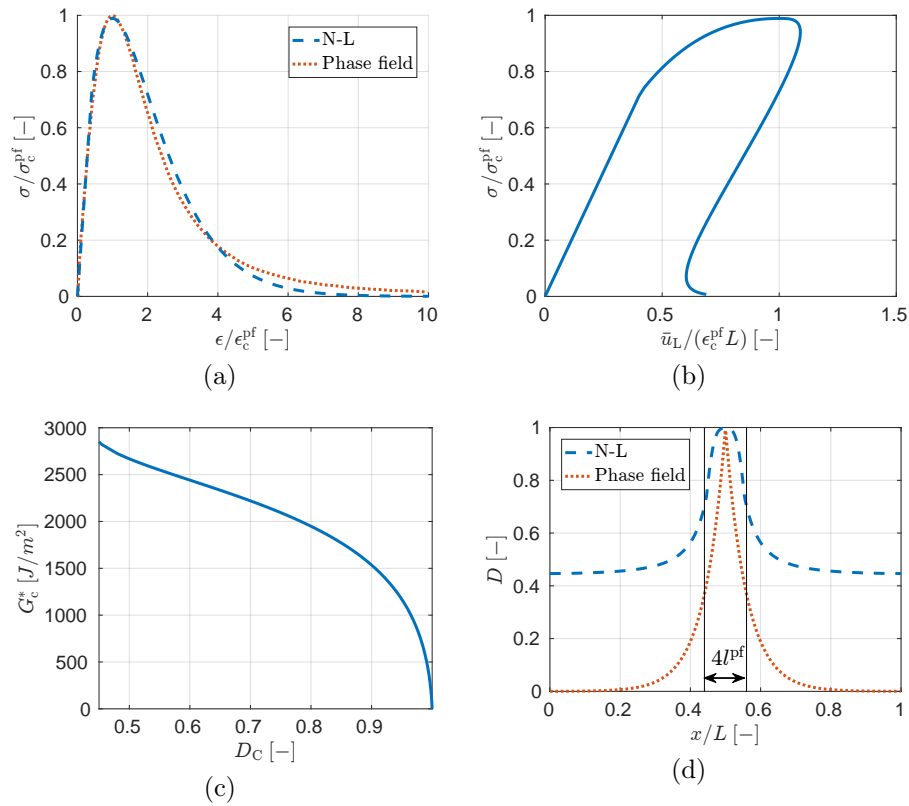 1
0.8
0.6
0.4
0.2
0
σ/σ_c^pf [−]
0 2 4 6 8 10
ϵ/ϵ_c^pf [−]
N-L
Phase field
(a)
1
0.8
0.6
0.4
0.2
0
σ/σ_c^pf [−]
0 0.5 1 1.5
ū_L/(ϵ_c^pf L) [−]
(b)
3000
2500
2000
1500
1000
500
0
G_c^* [J/m^2]
0.5 0.6 0.7 0.8 0.9
D_C [−]
(c)
1
0.8
0.6
0.4
0.2
0
D [−]
N-L
Phase field
4l^pf
0 0.2 0.4 0.6 0.8 1
x/L [−]
(d)